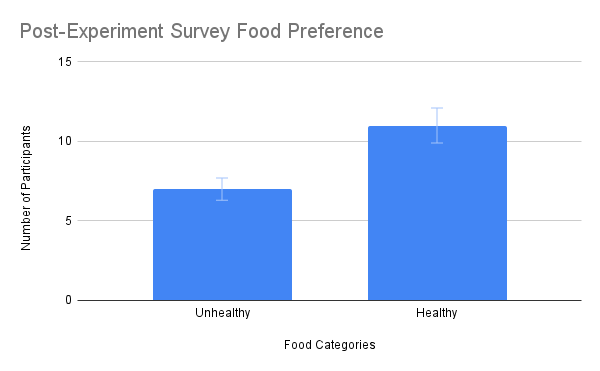 Post-Experiment Survey Food Preference
15
10
5
0
Number of Participants
Unhealthy
Healthy
Food Categories